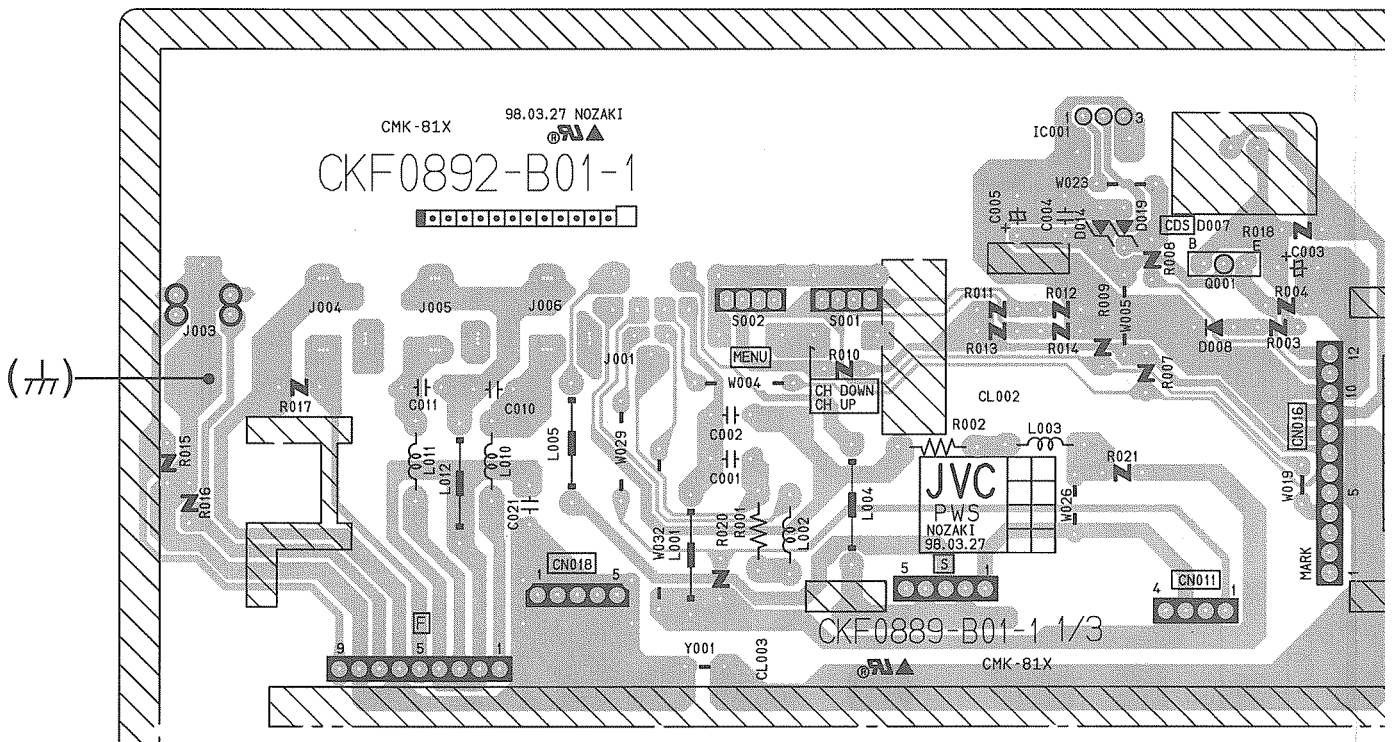 98.03.27 NOZAKI
CMK-81X
CKF0892-B01-1
IC001
1
3
W023
C005
C004
D014
D019
CDS
D007
R018
C003
R008
B
E
Q001
J003
J004
J005
J006
J001
S002
S001
R011
R012
R009
W005
R004
R013
R014
D008
R003
MENU
R010
W004
CH DOWN
CH UP
R007
12
10
CN016
5
MARK
1
R017
C011
C010
CL002
R002
L003
R015
R016
L011
L012
L010
L005
W029
C002
C001
C021
W032
L001
R020
R001
L002
L004
JVC
PWS
NOZAKI
98.03.27
W026
R021
W019
CN018
1
5
S
5
1
CN011
4
1
F
9
5
1
CKF0889-B01-1 1/3
Y001
CL003
CMK-81X